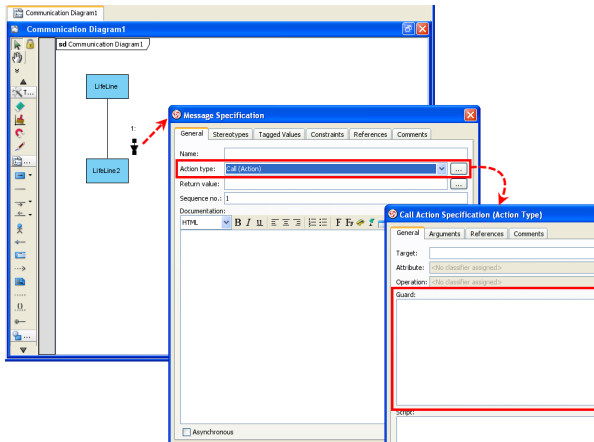 Communication Diagram1
Communication Diagram1
sd Communication Diagram1
T...
LifeLine
1:
LifeLine2
Message Specification
General Stereotypes Tagged Values Constraints References Comments
Name:
Action type: Call (Action) ...
Return value: ...
Sequence no.: 1
Documentation:
HTML B I U F
Asynchronous
Call Action Specification (Action Type)
General Arguments References Comments
Target:
Attribute: <No classifier assigned>
Operation: <No classifier assigned>
Guard:
Script: